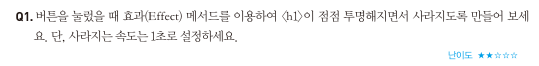 Q1. 버튼을 눌렀을 때 효과(Effect) 메서드를 이용하여 〈h1〉이 점점 투명해지면서 사라지도록 만들어 보세
요. 단, 사라지는 속도는 1초로 설정하세요.
난이도 ★★☆☆☆